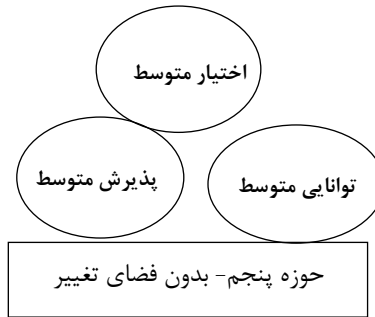 اختیار متوسط
پذیرش متوسط
توانایی متوسط
حوزه پنجم- بدون فضای تغییر